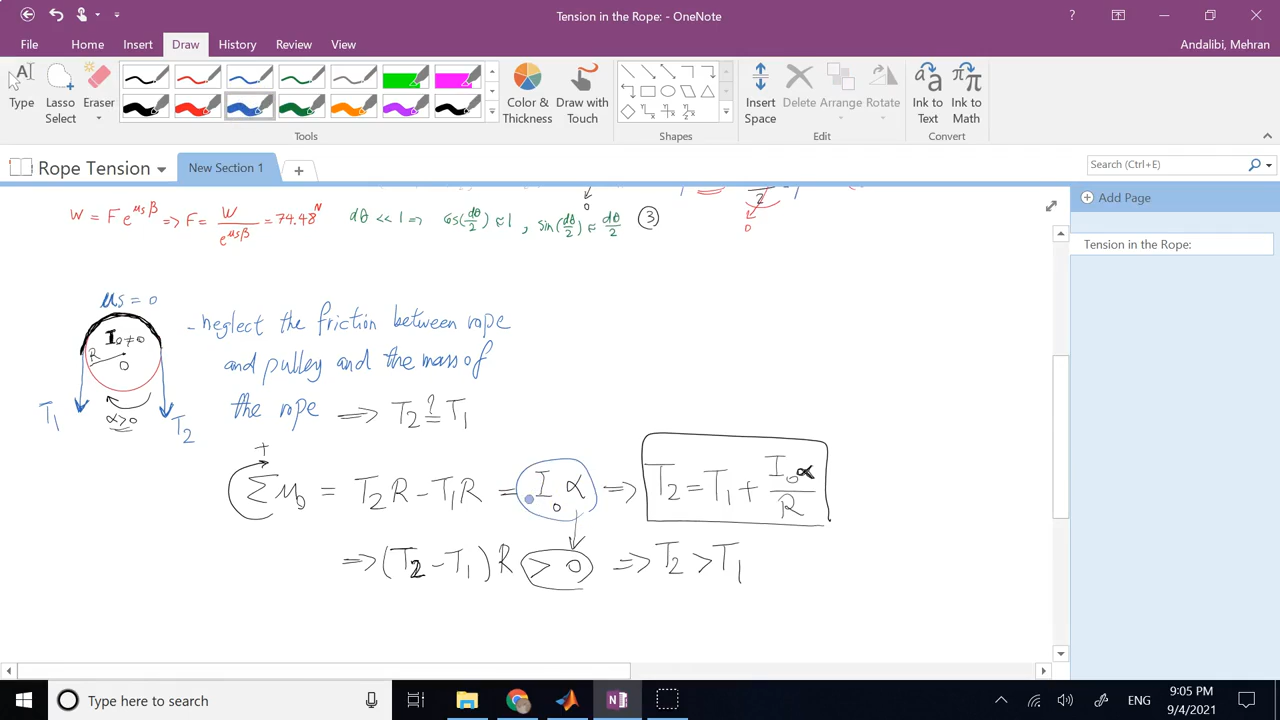 Tension in the Rope: - OneNote
?
File Home Insert Draw History Review View
Andalibi, Mehran
Type
Lasso Select
Eraser
Color & Thickness
Draw with Touch
Insert Space
Delete
Arrange
Rotate
Ink to Text
Ink to Math
Tools
Shapes
Edit
Convert
Rope Tension
New Section 1
+
Search (Ctrl+E)
Add Page
Tension in the Rope:
W = F e^{μsβ} => F = W / e^{μsβ} = 74.48 N
dθ << 1 => Cos(dθ/2) ≈ 1 , sin(dθ/2) ≈ dθ/2 ③
2
0
0
μs = 0
I₀ ≠ 0
R
0
α>0
T₁
T₂
- neglect the friction between rope
and pulley and the mass of
the rope => T₂ ?= T₁
+
ΣM₀ = T₂R - T₁R = I₀α => T₂ = T₁ + I₀α / R
=> (T₂ - T₁) R > 0 => T₂ > T₁
Type here to search
ENG
9:05 PM
9/4/2021